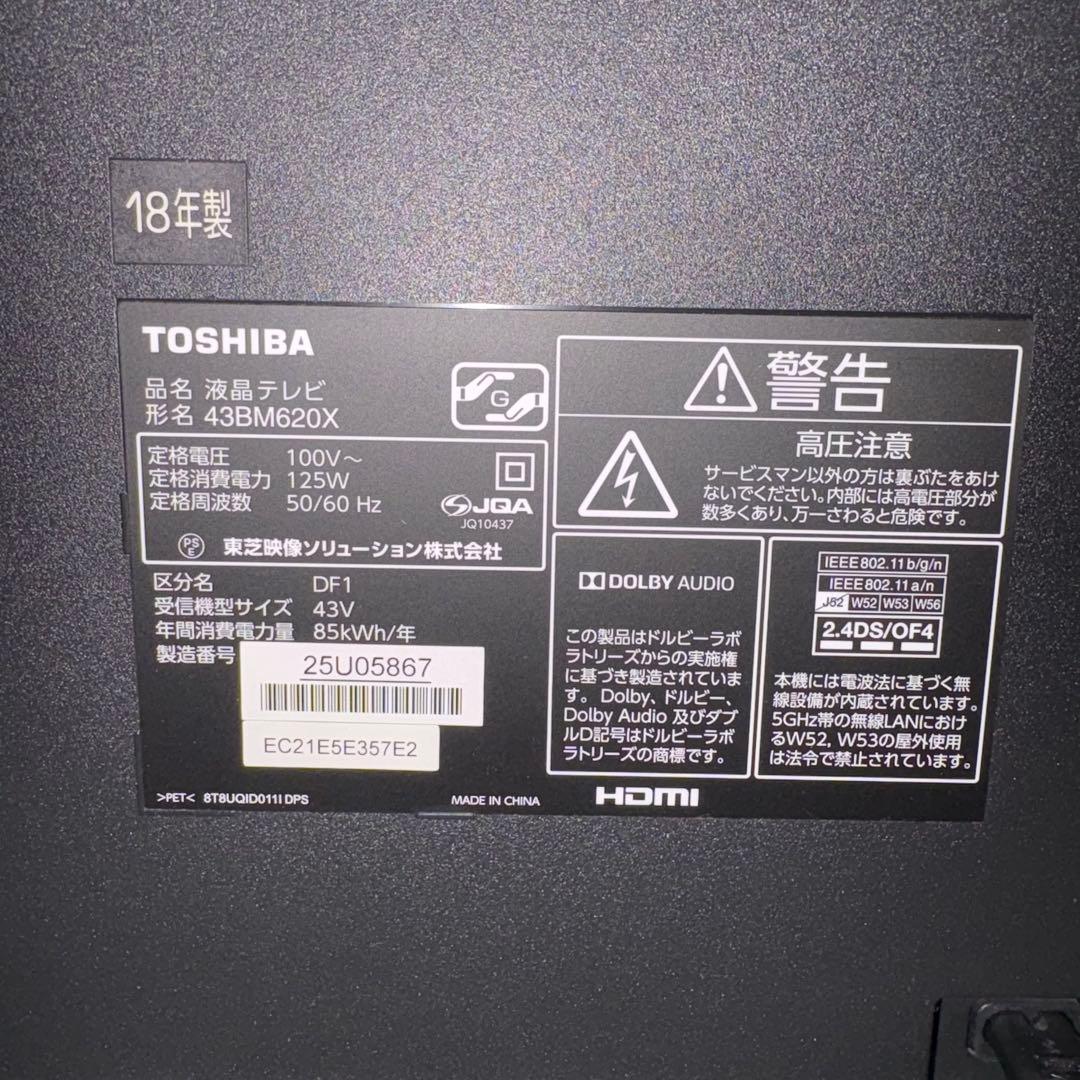 18年製
TOSHIBA
品名 液晶テレビ
形名 43BM620X
G
定格電圧 100V～
定格消費電力 125W
定格周波数 50/60 Hz
JQA
JQ10437
PS
E
東芝映像ソリューション株式会社
区分名 DF1
受信機型サイズ 43V
年間消費電力量 85kWh/年
製造番号
25U05867
EC21E5E357E2
>PET< 8T8UQID011I DPS
MADE IN CHINA
HDMI
警告
高圧注意
サービスマン以外の方は裏ぶたをあけ
ないでください。内部には高電圧部分が
数多くあり、万一さわると危険です。
DOLBY AUDIO
この製品はドルビーラボ
ラトリーズからの実施権
に基づき製造されていま
す。Dolby、ドルビー、
Dolby Audio 及びダブ
ルD記号はドルビーラボ
ラトリーズの商標です。
IEEE802.11b/g/n
IEEE802.11a/n
J52 W52 W53 W56
2.4DS/OF4
本機には電波法に基づく無
線設備が内蔵されています。
5GHz帯の無線LANにおけ
るW52, W53の屋外使用
は法令で禁止されています。